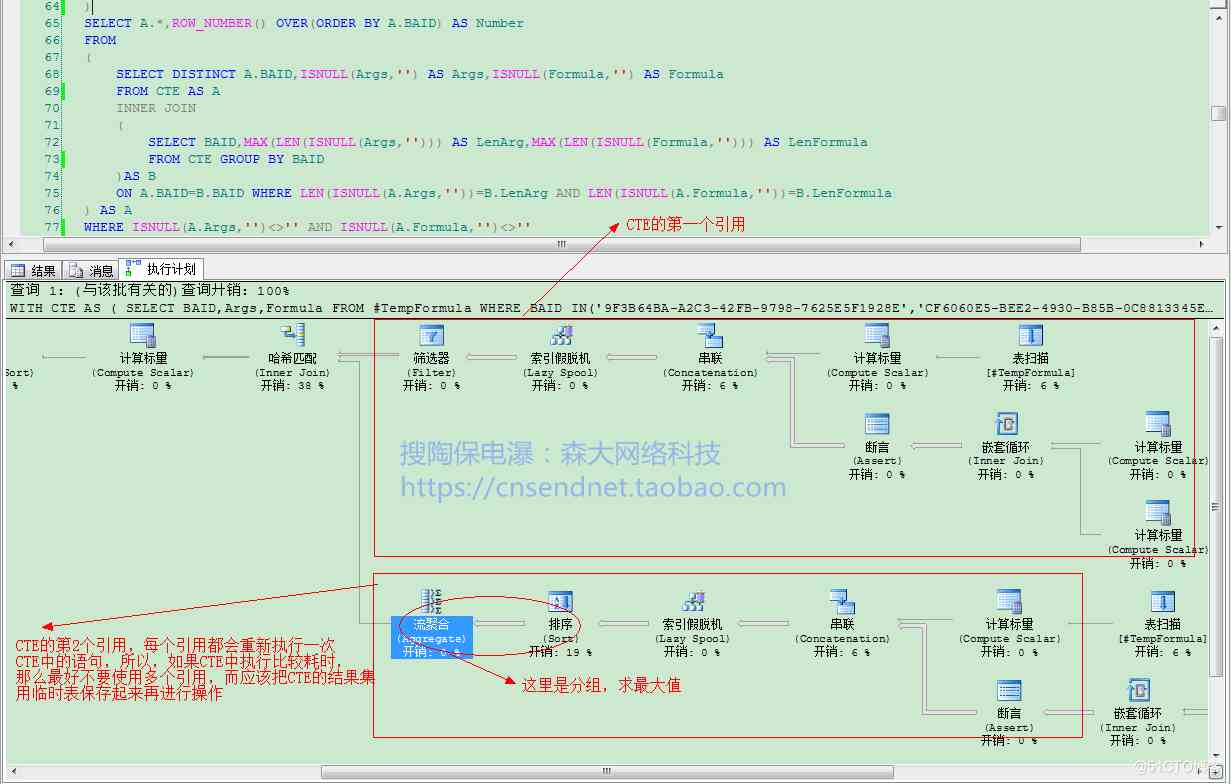 64 )
65 SELECT A.*,ROW_NUMBER() OVER(ORDER BY A.BAID) AS Number
66 FROM
67 (
68 SELECT DISTINCT A.BAID,ISNULL(Args,'') AS Args,ISNULL(Formula,'') AS Formula
69 FROM CTE AS A
70 INNER JOIN
71 (
72 SELECT BAID,MAX(LEN(ISNULL(Args,''))) AS LenArg,MAX(LEN(ISNULL(Formula,''))) AS LenFormula
73 FROM CTE GROUP BY BAID
74 )AS B
75 ON A.BAID=B.BAID WHERE LEN(ISNULL(A.Args,''))=B.LenArg AND LEN(ISNULL(A.Formula,''))=B.LenFormula
76 ) AS A
77 WHERE ISNULL(A.Args,'')<>'' AND ISNULL(A.Formula,'')<>''
CTE的第一个引用
结果 消息 执行计划
查询 1: (与该批有关的)查询开销: 100%
WITH CTE AS ( SELECT BAID,Args,Formula FROM #TempFormula WHERE BAID IN('9F3B64BA-A2C3-42FB-9798-7625E5F1928E','CF6060E5-BEE2-4930-B85B-0C8813345E...
Sort)
%
计算标量
(Compute Scalar)
开销: 0 %
哈希匹配
(Inner Join)
开销: 38 %
筛选器
(Filter)
开销: 0 %
索引假脱机
(Lazy Spool)
开销: 0 %
串联
(Concatenation)
开销: 6 %
计算标量
(Compute Scalar)
开销: 0 %
表扫描
[#TempFormula]
开销: 6 %
断言
(Assert)
开销: 0 %
嵌套循环
(Inner Join)
开销: 0 %
计算标量
(Compute Scalar)
开销: 0 %
计算标量
(Compute Scalar)
开销: 0 %
搜陶保电瀑：森大网络科技
https://cnsendnet.taobao.com
流聚合
(Aggregate)
开销: 0 %
排序
(Sort)
开销: 19 %
索引假脱机
(Lazy Spool)
开销: 0 %
串联
(Concatenation)
开销: 6 %
计算标量
(Compute Scalar)
开销: 0 %
表扫描
[#TempFormula]
开销: 6 %
断言
(Assert)
开销: 0 %
嵌套循环
(Inner Join)
开销: 0 %
CTE的第2个引用，每个引用都会重新执行一次
CTE中的语句，所以，如果CTE中执行比较耗时，
那么最好不要使用多个引用，而应该把CTE的结果集
用临时表保存起来再进行操作
这里是分组，求最大值